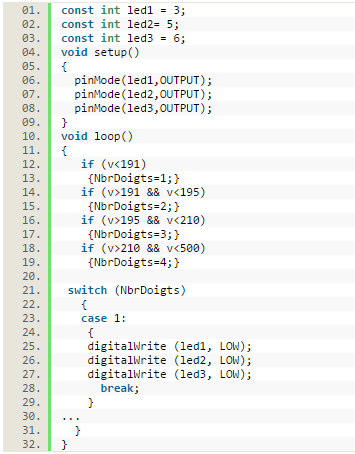 01. const int led1 = 3;
02. const int led2= 5;
03. const int led3 = 6;
04. void setup()
05. {
06. pinMode(led1,OUTPUT);
07. pinMode(led2,OUTPUT);
08. pinMode(led3,OUTPUT);
09. }
10. void loop()
11. {
12. if (v<191)
13. {NbrDoigts=1;}
14. if (v>191 && v<195)
15. {NbrDoigts=2;}
16. if (v>195 && v<210)
17. {NbrDoigts=3;}
18. if (v>210 && v<500)
19. {NbrDoigts=4;}
20.
21. switch (NbrDoigts)
22. {
23. case 1:
24. {
25. digitalWrite (led1, LOW);
26. digitalWrite (led2, LOW);
27. digitalWrite (led3, LOW);
28. break;
29. }
30. ...
31. }
32. }